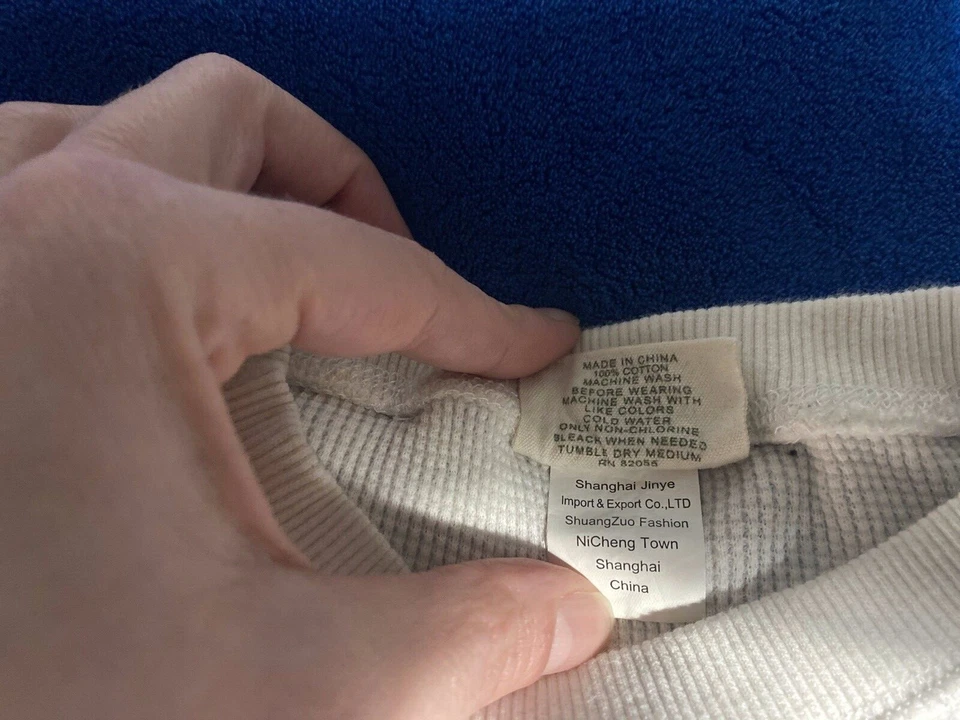 MADE IN CHINA
100% COTTON
MACHINE WASH
BEFORE WEARING
MACHINE WASH WITH
LIKE COLORS
COLD WATER
ONLY NON-CHLORINE
BLEACK WHEN NEEDED
TUMBLE DRY MEDIUM
RN 82055
Shanghai Jinye
Import & Export Co.,LTD
ShuangZuo Fashion
NiCheng Town
Shanghai
China